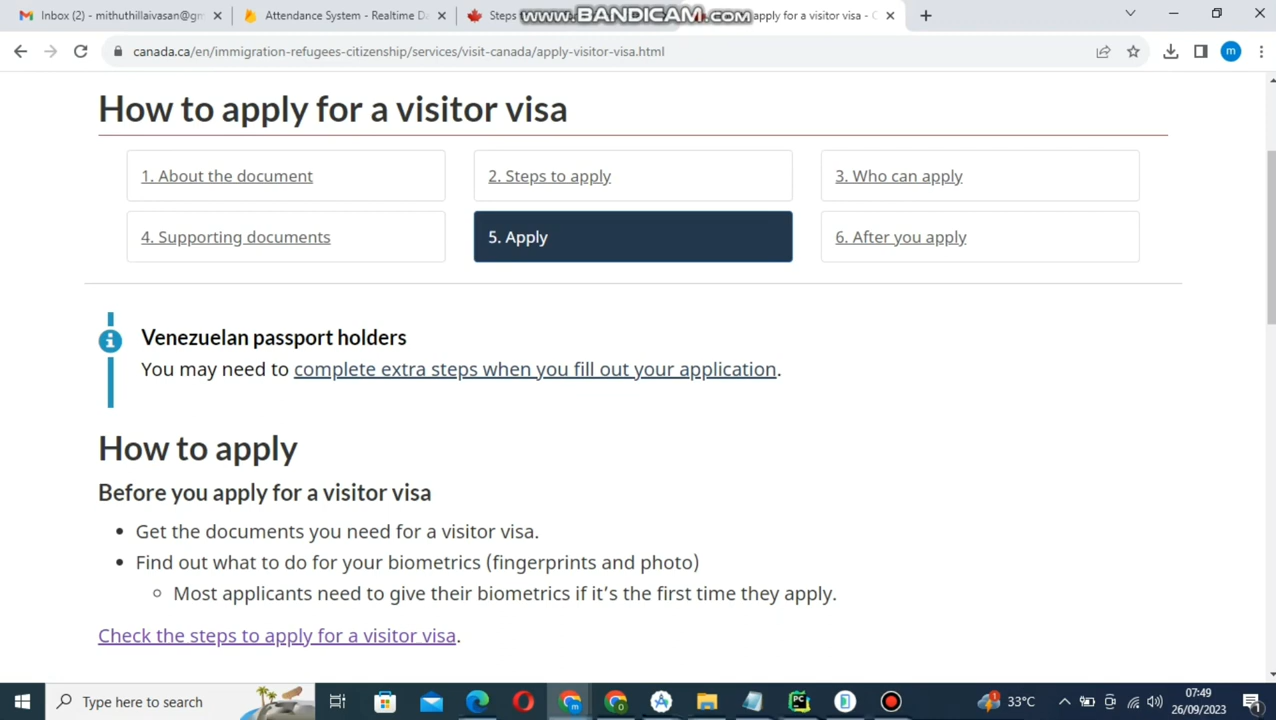 Inbox (2) - mithuthillaivasan@gm
Attendance System - Realtime Da
Steps
www.BANDICAM.com
apply for a visitor visa - C
canada.ca/en/immigration-refugees-citizenship/services/visit-canada/apply-visitor-visa.html
m
How to apply for a visitor visa
1. About the document
2. Steps to apply
3. Who can apply
4. Supporting documents
5. Apply
6. After you apply
Venezuelan passport holders
You may need to complete extra steps when you fill out your application.
How to apply
Before you apply for a visitor visa
Get the documents you need for a visitor visa.
Find out what to do for your biometrics (fingerprints and photo)
Most applicants need to give their biometrics if it’s the first time they apply.
Check the steps to apply for a visitor visa.
Type here to search
33°C
07:49
26/09/2023